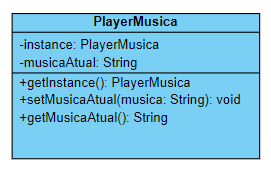 PlayerMusica
-instance: PlayerMusica
-musicaAtual: String
+getInstance(): PlayerMusica
+setMusicaAtual(musica: String): void
+getMusicaAtual(): String